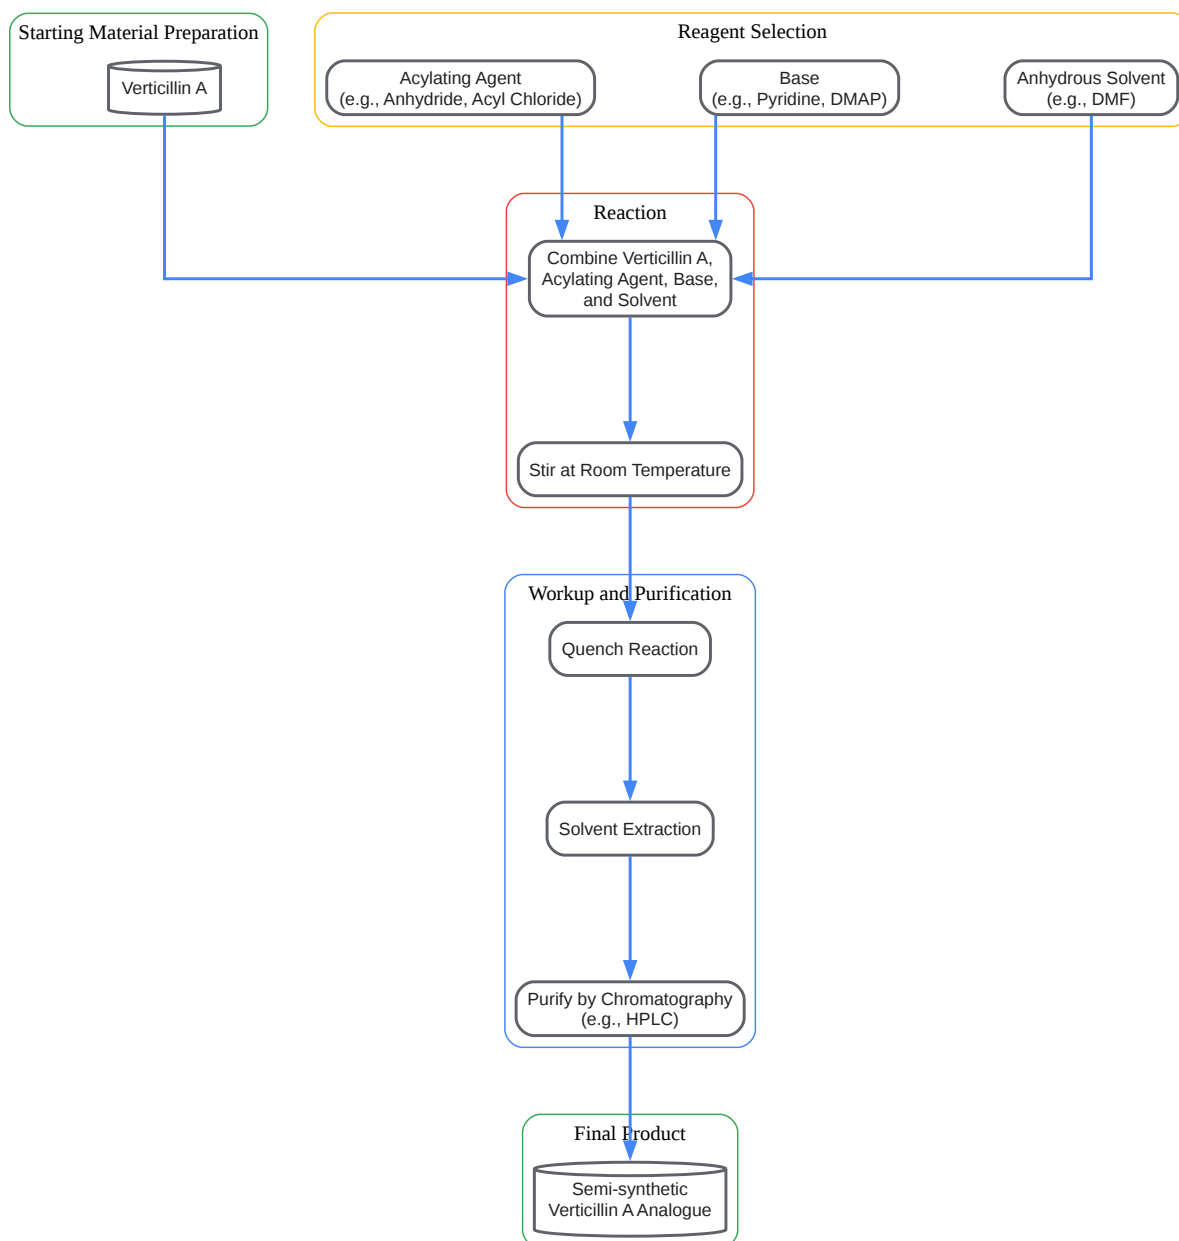 Starting Material Preparation
Verticillin A
Reagent Selection
Acylating Agent
(e.g., Anhydride, Acyl Chloride)
Base
(e.g., Pyridine, DMAP)
Anhydrous Solvent
(e.g., DMF)
Reaction
Combine Verticillin A,
Acylating Agent, Base,
and Solvent
Stir at Room Temperature
Workup and Purification
Quench Reaction
Solvent Extraction
Purify by Chromatography
(e.g., HPLC)
Final Product
Semi-synthetic
Verticillin A Analogue